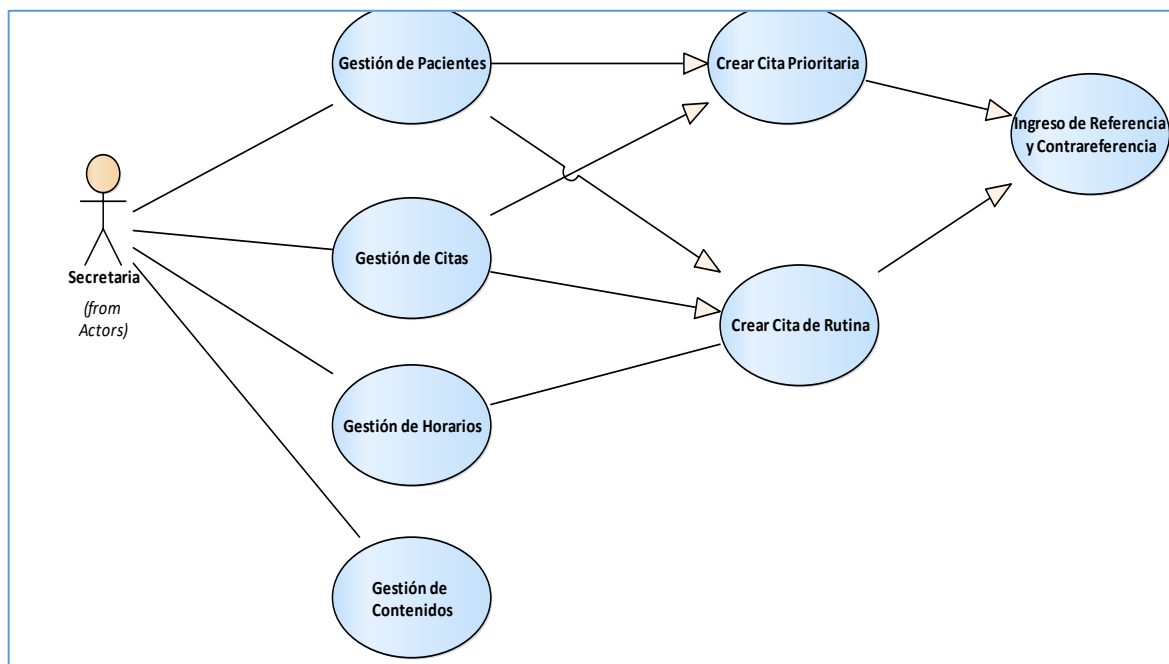 Gestión de Pacientes
Crear Cita Prioritaria
Ingreso de Referencia
y Contrareferencia
Secretaria
(from
Actors)
Gestión de Citas
Crear Cita de Rutina
Gestión de Horarios
Gestión de
Contenidos